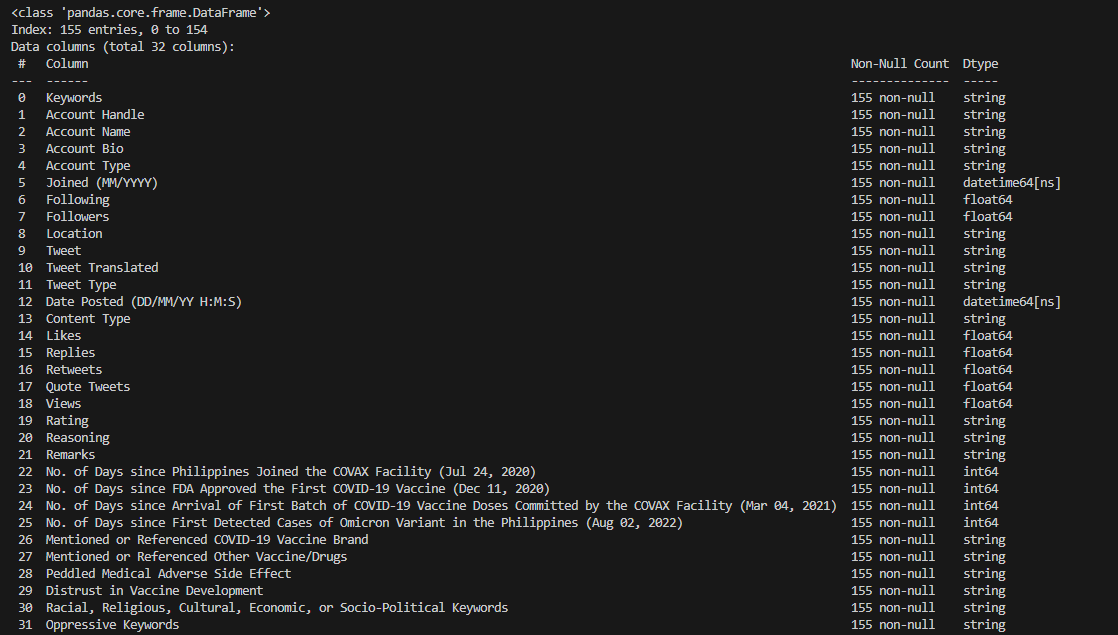 <class 'pandas.core.frame.DataFrame'>
Index: 155 entries, 0 to 154
Data columns (total 32 columns):
 #   Column                                                                                                        Non-Null Count  Dtype
---  ------                                                                                                        --------------  -----
 0   Keywords                                                                                                      155 non-null    string
 1   Account Handle                                                                                                155 non-null    string
 2   Account Name                                                                                                  155 non-null    string
 3   Account Bio                                                                                                   155 non-null    string
 4   Account Type                                                                                                  155 non-null    string
 5   Joined (MM/YYYY)                                                                                              155 non-null    datetime64[ns]
 6   Following                                                                                                     155 non-null    float64
 7   Followers                                                                                                     155 non-null    float64
 8   Location                                                                                                      155 non-null    string
 9   Tweet                                                                                                         155 non-null    string
 10  Tweet Translated                                                                                              155 non-null    string
 11  Tweet Type                                                                                                    155 non-null    string
 12  Date Posted (DD/MM/YY H:M:S)                                                                                  155 non-null    datetime64[ns]
 13  Content Type                                                                                                  155 non-null    string
 14  Likes                                                                                                         155 non-null    float64
 15  Replies                                                                                                       155 non-null    float64
 16  Retweets                                                                                                      155 non-null    float64
 17  Quote Tweets                                                                                                  155 non-null    float64
 18  Views                                                                                                         155 non-null    float64
 19  Rating                                                                                                        155 non-null    string
 20  Reasoning                                                                                                     155 non-null    string
 21  Remarks                                                                                                       155 non-null    string
 22  No. of Days since Philippines Joined the COVAX Facility (Jul 24, 2020)                                        155 non-null    int64
 23  No. of Days since FDA Approved the First COVID-19 Vaccine (Dec 11, 2020)                                      155 non-null    int64
 24  No. of Days since Arrival of First Batch of COVID-19 Vaccine Doses Committed by the COVAX Facility (Mar 04, 2021)  155 non-null    int64
 25  No. of Days since First Detected Cases of Omicron Variant in the Philippines (Aug 02, 2022)                   155 non-null    int64
 26  Mentioned or Referenced COVID-19 Vaccine Brand                                                                155 non-null    string
 27  Mentioned or Referenced Other Vaccine/Drugs                                                                   155 non-null    string
 28  Peddled Medical Adverse Side Effect                                                                           155 non-null    string
 29  Distrust in Vaccine Development                                                                               155 non-null    string
 30  Racial, Religious, Cultural, Economic, or Socio-Political Keywords                                            155 non-null    string
 31  Oppressive Keywords                                                                                           155 non-null    string